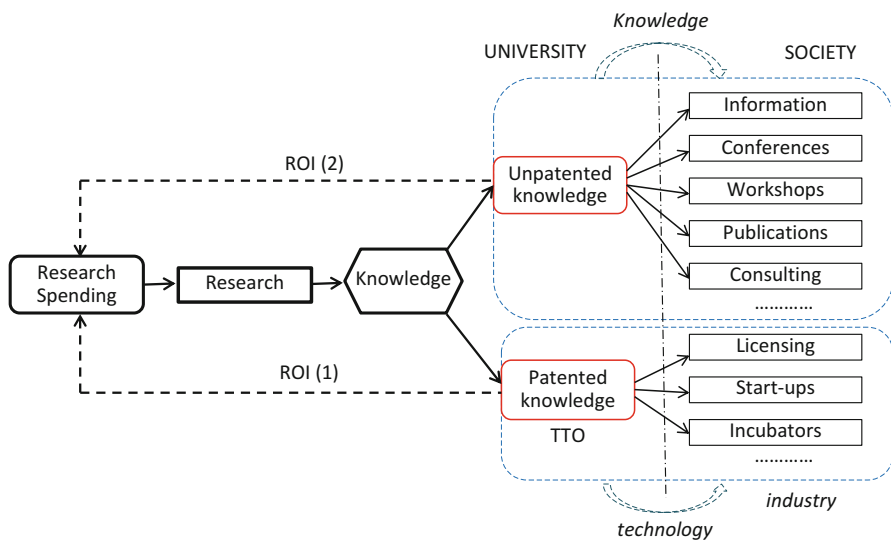 Knowledge
UNIVERSITY
SOCIETY
Information
Conferences
Workshops
Publications
Consulting
…………
Unpatented
knowledge
ROI (2)
Research
Spending
Research
Knowledge
ROI (1)
Patented
knowledge
TTO
Licensing
Start-ups
Incubators
…………
industry
technology